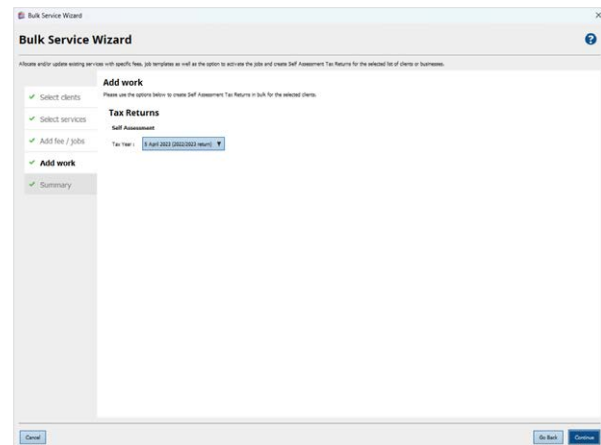 Bulk Service Wizard
Bulk Service Wizard
Allocate and/or update existing services with specific fees, job templates as well as the option to activate the jobs and create Self Assessment Tax Returns for the selected list of clients or businesses.
Select clients
Select services
Add fee / jobs
Add work
Summary
Add work
Please use the options below to create Self Assessment Tax Returns in bulk for the selected clients.
Tax Returns
Self Assessment
Tax Year : 5 April 2023 (2022/2023 return)
Cancel
Go Back
Continue